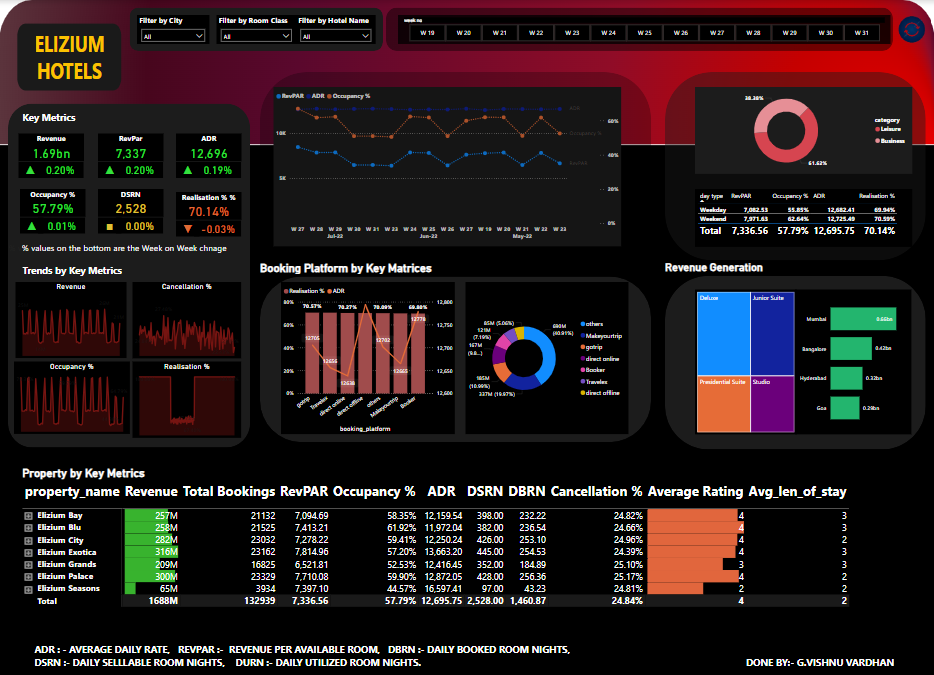 ELIZIUM
HOTELS
Filter by City
Filter by Room Class
Filter by Hotel Name
All
All
All
week no
W 19 W 20 W 21 W 22 W 23 W 24 W 25 W 26 W 27 W 28 W 29 W 30 W 31
Key Metrics
Revenue RevPar ADR
1.69bn 7,337 12,696
0.20% 0.20% 0.19%
Occupancy % DSRN Realisation % %
57.79% 2,528 70.14%
0.01% 0.00% -0.03%
% values on the bottom are the Week on Week chnage
Trends by Key Metrics
Revenue
Cancellation %
Occupancy %
Realisation %
RevPAR ADR Occupancy %
10K
5K
60%
40%
20%
0%
ADR
W 27 W 28 W 29 W 30 W 31 W 23 W 24 W 25 W 26 W 27 W 19 W 20 W 21 W 22 W 23
Jul-22 Jun-22 May-22
38.38%
61.62%
category
Leisure
Business
day type RevPAR Occupancy % ADR Realisation %
Weekday 7,082.53 55.85% 12,682.41 69.94%
Weekend 7,971.63 62.64% 12,725.49 70.59%
Total 7,336.56 57.79% 12,695.75 70.14%
Booking Platform by Key Matrices
Realisation % ADR
80%
60%
40%
20%
0%
70.57% 70.27% 70.09% 69.80%
12705 12656 12638 12702 12665 12778
12,800
12,750
12,700
12,650
12,600
gotrip Traveles direct online direct offline others Makeyourtrip Booker
booking_platform
85M (5.06%)
121M
(7.19%)
167M
(9.8...)
185M
(10.99%)
337M (19.97%)
690M
(40.91%)
others
Makeyourtrip
gotrip
direct online
Booker
Traveles
direct offline
Revenue Generation
Deluxe
Junior Suite
Presidential Suite
Studio
Mumbai 0.66bn
Bangalore 0.42bn
Hyderabad 0.32bn
Goa 0.29bn
Property by Key Metrics
property_name Revenue Total Bookings RevPAR Occupancy % ADR DSRN DBRN Cancellation % Average Rating Avg_len_of_stay
Elizium Bay 257M 21132 7,094.69 58.35% 12,159.54 398.00 232.22 24.82% 4 3
Elizium Blu 258M 21525 7,413.21 61.92% 11,972.04 382.00 236.54 24.66% 4 3
Elizium City 282M 23032 7,278.22 59.41% 12,250.24 426.00 253.10 24.96% 4 2
Elizium Exotica 316M 23162 7,814.96 57.20% 13,663.20 445.00 254.53 24.39% 4 3
Elizium Grands 209M 16825 6,521.81 52.53% 12,416.45 352.00 184.89 25.10% 3 3
Elizium Palace 300M 23329 7,710.08 59.90% 12,872.05 428.00 256.36 25.17% 4 2
Elizium Seasons 65M 3934 7,397.10 44.57% 16,597.41 97.00 43.23 24.81% 2 2
Total 1688M 132939 7,336.56 57.79% 12,695.75 2,528.00 1,460.87 24.84% 4 2
ADR : - AVERAGE DAILY RATE, REVPAR :- REVENUE PER AVAILABLE ROOM, DBRN :- DAILY BOOKED ROOM NIGHTS,
DSRN :- DAILY SELLLABLE ROOM NIGHTS, DURN :- DAILY UTILIZED ROOM NIGHTS.
DONE BY:- G.VISHNU VARDHAN